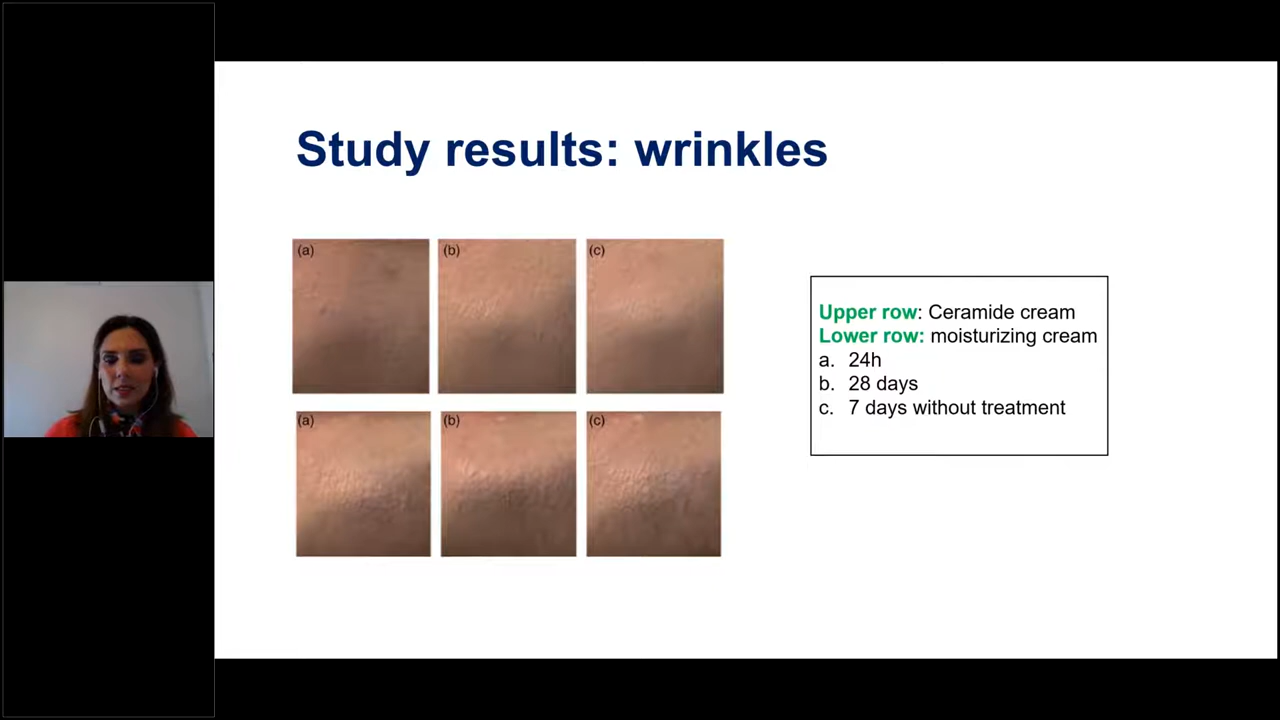 Study results: wrinkles
(a)
(b)
(c)
(a)
(b)
(c)
Upper row: Ceramide cream
Lower row: moisturizing cream
a. 24h
b. 28 days
c. 7 days without treatment